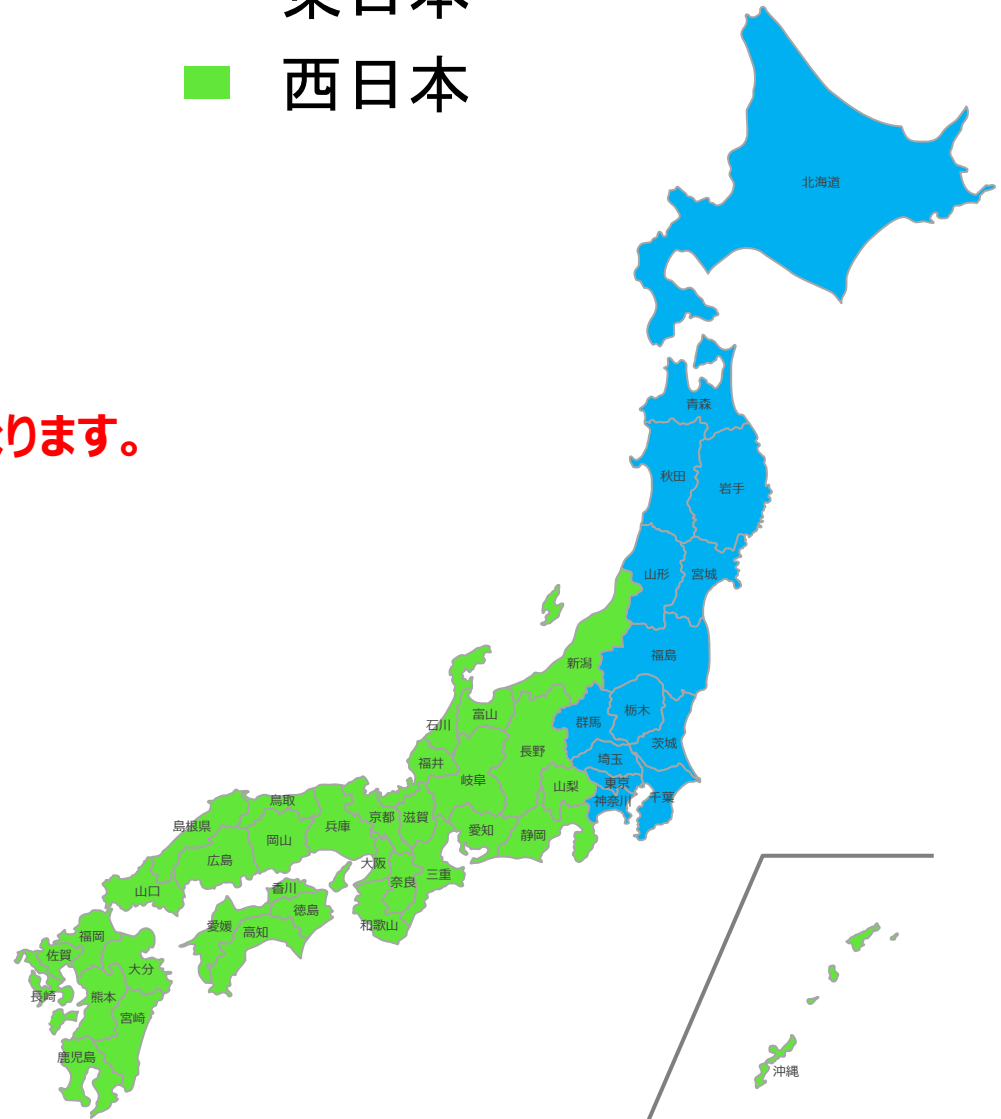 東日本
西日本
北海道
なります。
青森
秋田
岩手
山形
宮城
福島
新潟
群馬
栃木
茨城
埼玉
東京
神奈川
千葉
富山
石川
福井
長野
岐阜
山梨
愛知
静岡
鳥取
島根県
岡山
兵庫
京都
滋賀
広島
山口
大阪
奈良
三重
和歌山
香川
徳島
愛媛
高知
福岡
佐賀
大分
長崎
熊本
宮崎
鹿児島
沖縄